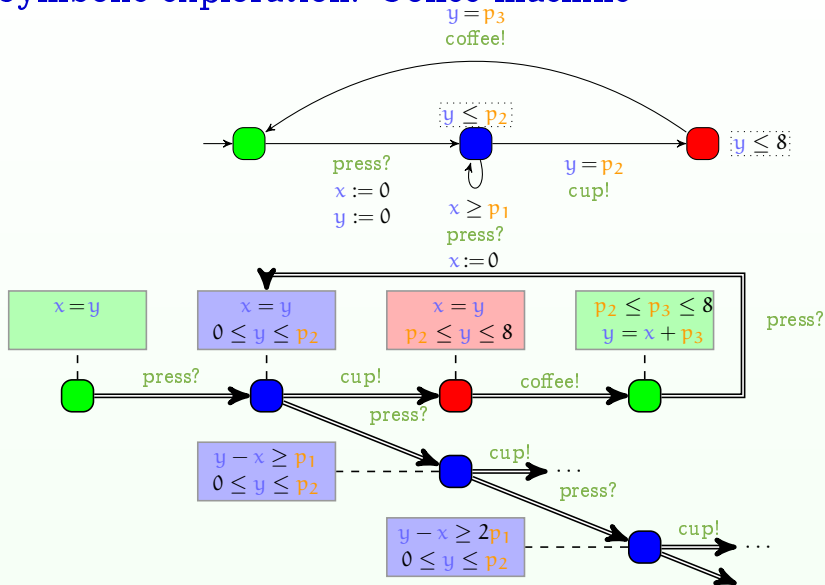 Symbolic exploration: Coffee machine
y = p3
coffee!
y ≤ p2
y ≤ 8
press?
x := 0
y := 0
y = p2
cup!
x ≥ p1
press?
x := 0
x = y
x = y
0 ≤ y ≤ p2
x = y
p2 ≤ y ≤ 8
p2 ≤ p3 ≤ 8
y = x + p3
press?
press?
cup!
coffee!
press?
y − x ≥ p1
0 ≤ y ≤ p2
cup!
...
press?
y − x ≥ 2p1
0 ≤ y ≤ p2
cup!
...